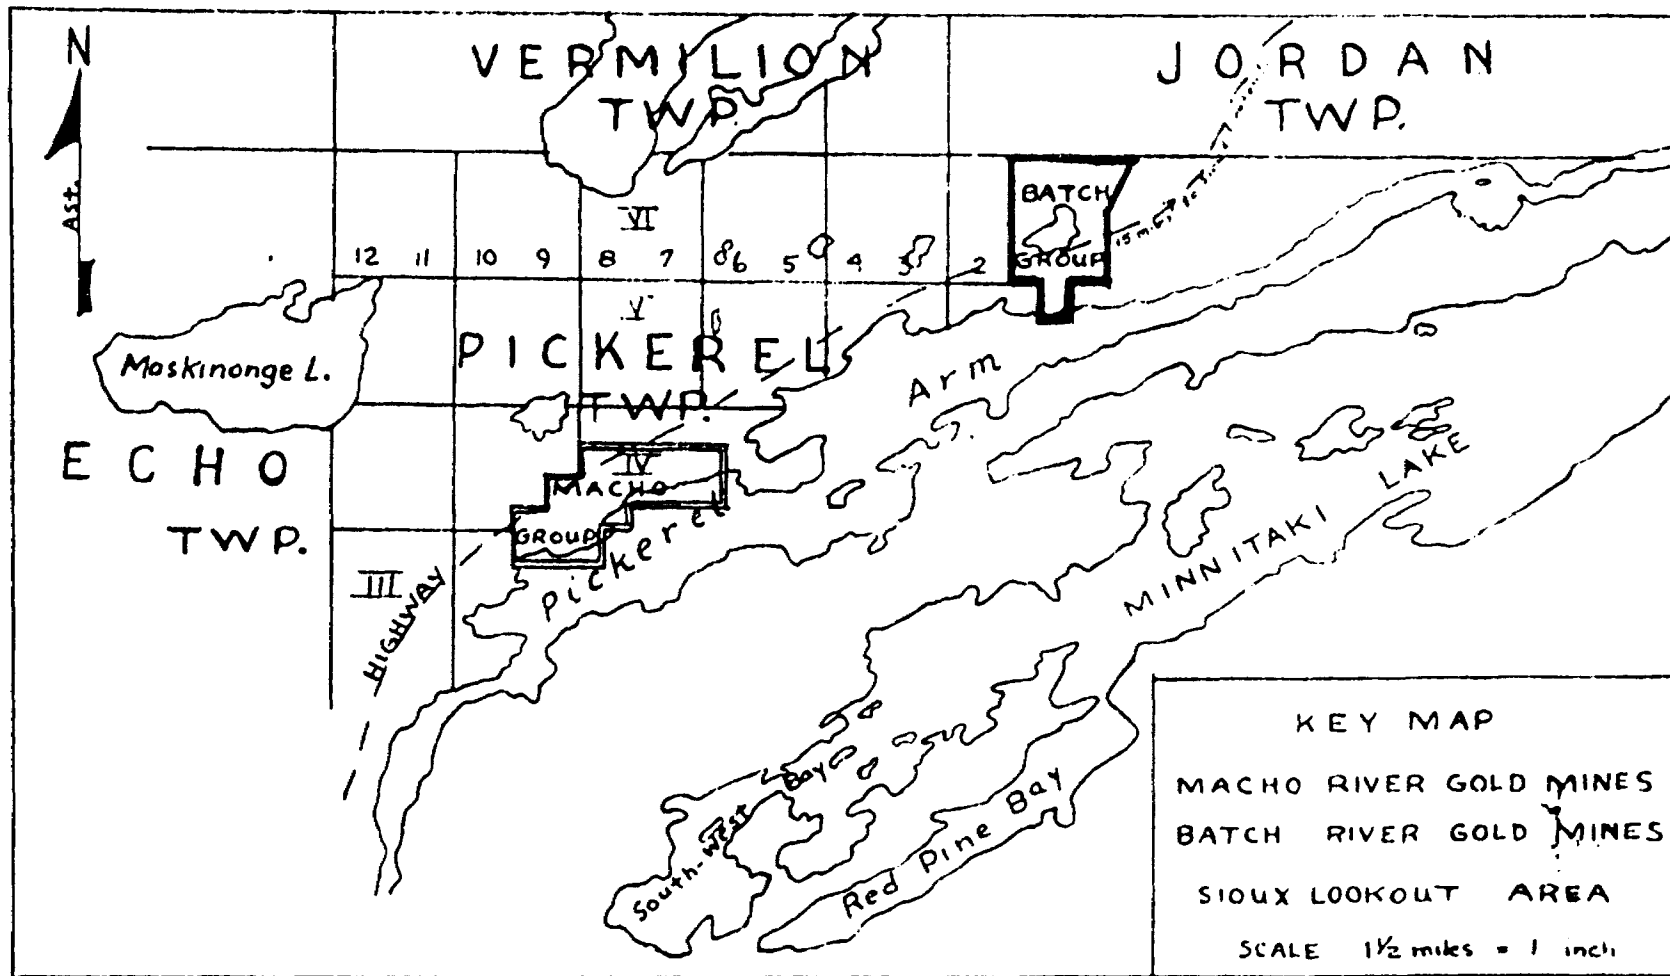 N
Ast.
VERMILION
TWP.
JORDAN
TWP.
BATCH
GROUP
VI
12 11 10 9 8 7 6 5 4 3 2
V
PICKEREL
TWP.
Maskinonge L.
ECHO
TWP.
IV
MACHO
GROUP
III
HIGHWAY
Pickerel
Arm
MINNITAKI
LAKE
South-West
Bay
Red Pine Bay
KEY MAP
MACHO RIVER GOLD MINES
BATCH RIVER GOLD MINES
SIOUX LOOKOUT AREA
SCALE 1½ miles = 1 inch